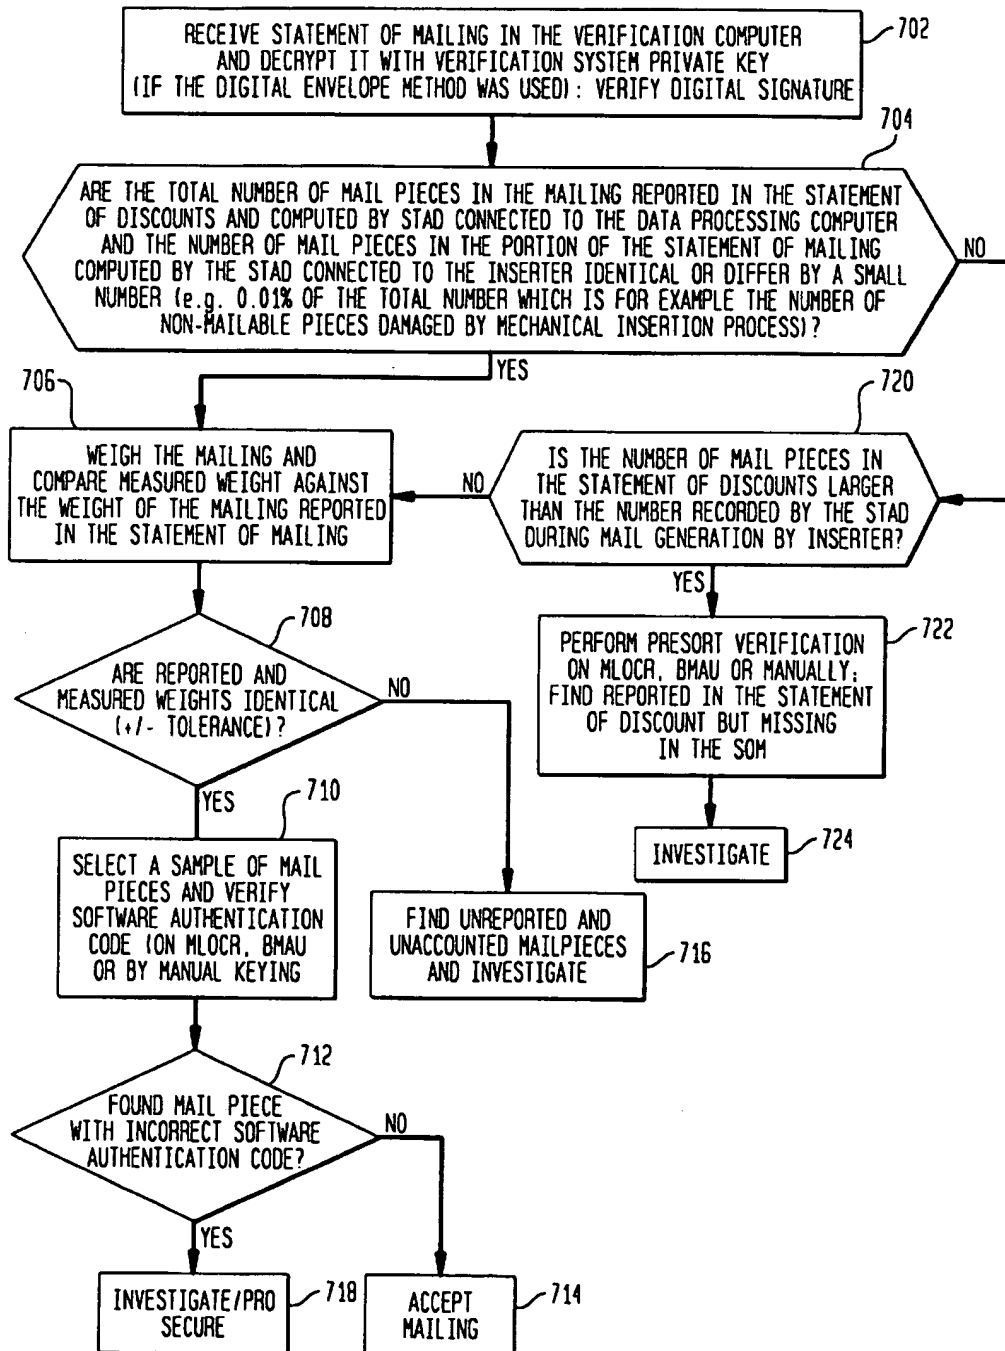 RECEIVE STATEMENT OF MAILING IN THE VERIFICATION COMPUTER
AND DECRYPT IT WITH VERIFICATION SYSTEM PRIVATE KEY
(IF THE DIGITAL ENVELOPE METHOD WAS USED): VERIFY DIGITAL SIGNATURE
702
704
ARE THE TOTAL NUMBER OF MAIL PIECES IN THE MAILING REPORTED IN THE STATEMENT
OF DISCOUNTS AND COMPUTED BY STAD CONNECTED TO THE DATA PROCESSING COMPUTER
AND THE NUMBER OF MAIL PIECES IN THE PORTION OF THE STATEMENT OF MAILING
COMPUTED BY THE STAD CONNECTED TO THE INSERTER IDENTICAL OR DIFFER BY A SMALL
NUMBER (e.g. 0.01% OF THE TOTAL NUMBER WHICH IS FOR EXAMPLE THE NUMBER OF
NON-MAILABLE PIECES DAMAGED BY MECHANICAL INSERTION PROCESS)?
NO
YES
706
WEIGH THE MAILING AND
COMPARE MEASURED WEIGHT AGAINST
THE WEIGHT OF THE MAILING REPORTED
IN THE STATEMENT OF MAILING
NO
720
IS THE NUMBER OF MAIL PIECES IN
THE STATEMENT OF DISCOUNTS LARGER
THAN THE NUMBER RECORDED BY THE STAD
DURING MAIL GENERATION BY INSERTER?
YES
708
ARE REPORTED AND
MEASURED WEIGHTS IDENTICAL
(+/- TOLERANCE)?
NO
YES
722
PERFORM PRESORT VERIFICATION
ON MLOCR, BMAU OR MANUALLY;
FIND REPORTED IN THE STATEMENT
OF DISCOUNT BUT MISSING
IN THE SOM
INVESTIGATE
724
710
SELECT A SAMPLE OF MAIL
PIECES AND VERIFY
SOFTWARE AUTHENTICATION
CODE (ON MLOCR, BMAU
OR BY MANUAL KEYING
FIND UNREPORTED AND
UNACCOUNTED MAILPIECES
AND INVESTIGATE
716
712
FOUND MAIL PIECE
WITH INCORRECT SOFTWARE
AUTHENTICATION CODE?
NO
YES
INVESTIGATE/PRO
SECURE
718
ACCEPT
MAILING
714